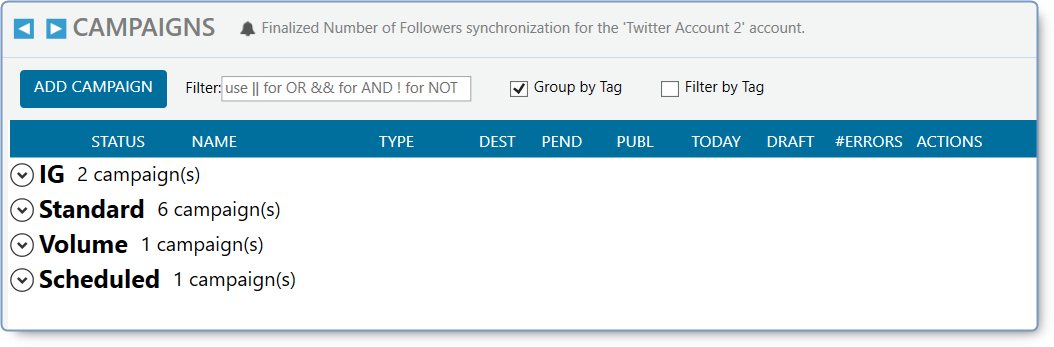 CAMPAIGNS Finalized Number of Followers synchronization for the 'Twitter Account 2' account.
ADD CAMPAIGN Filter: use || for OR && for AND ! for NOT Group by Tag Filter by Tag
STATUS NAME TYPE DEST PEND PUBL TODAY DRAFT #ERRORS ACTIONS
IG 2 campaign(s)
Standard 6 campaign(s)
Volume 1 campaign(s)
Scheduled 1 campaign(s)